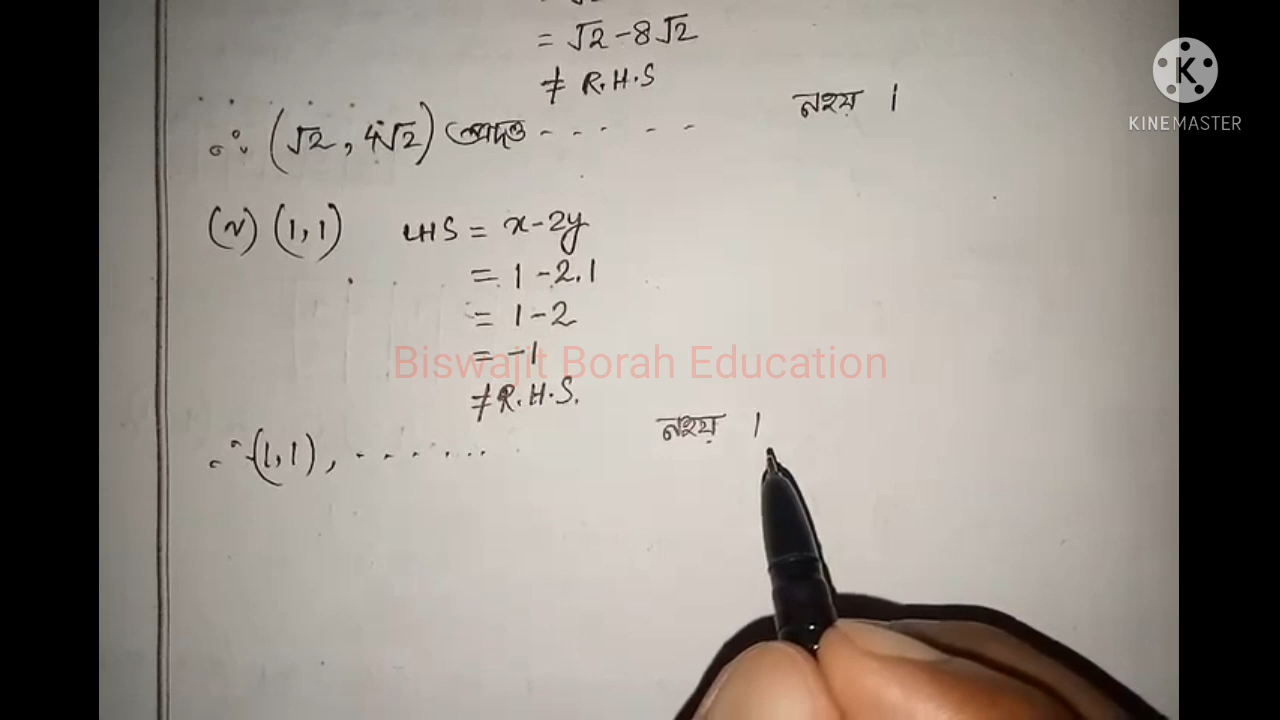 = √2 - 8√2
≠ R.H.S
∴ (√2, 4√2) প্ৰদত্ত - - - - - নহয় ।
(v) (1,1) LHS = x - 2y
= 1 - 2.1
= 1 - 2
= -1
≠ R.H.S.
∴ (1,1), . . . . . . . নহয় ।
KINEMASTER
Biswajit Borah Education